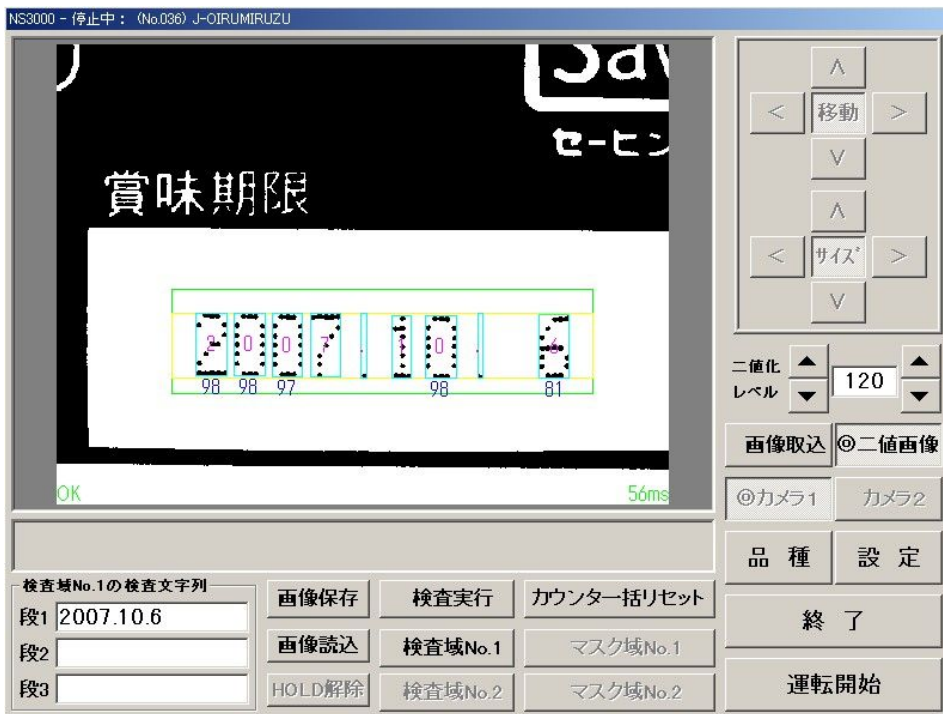 NS3000 - 停止中： (No.036) J-OIRUMIRUZU
Sav
セーヒン
賞味期限
2007.10. 6
98 98 97 98 81
OK
56ms
∧
< 移動 >
∨
∧
< サイズ >
∨
二値化
レベル
120
画像取込
◎二値画像
◎カメラ1
カメラ2
品 種
設 定
終 了
運転開始
検査域No.1の検査文字列
段1 2007.10.6
段2
段3
画像保存
検査実行
カウンター括リセット
画像読込
検査域No.1
マスク域No.1
HOLD解除
検査域No.2
マスク域No.2